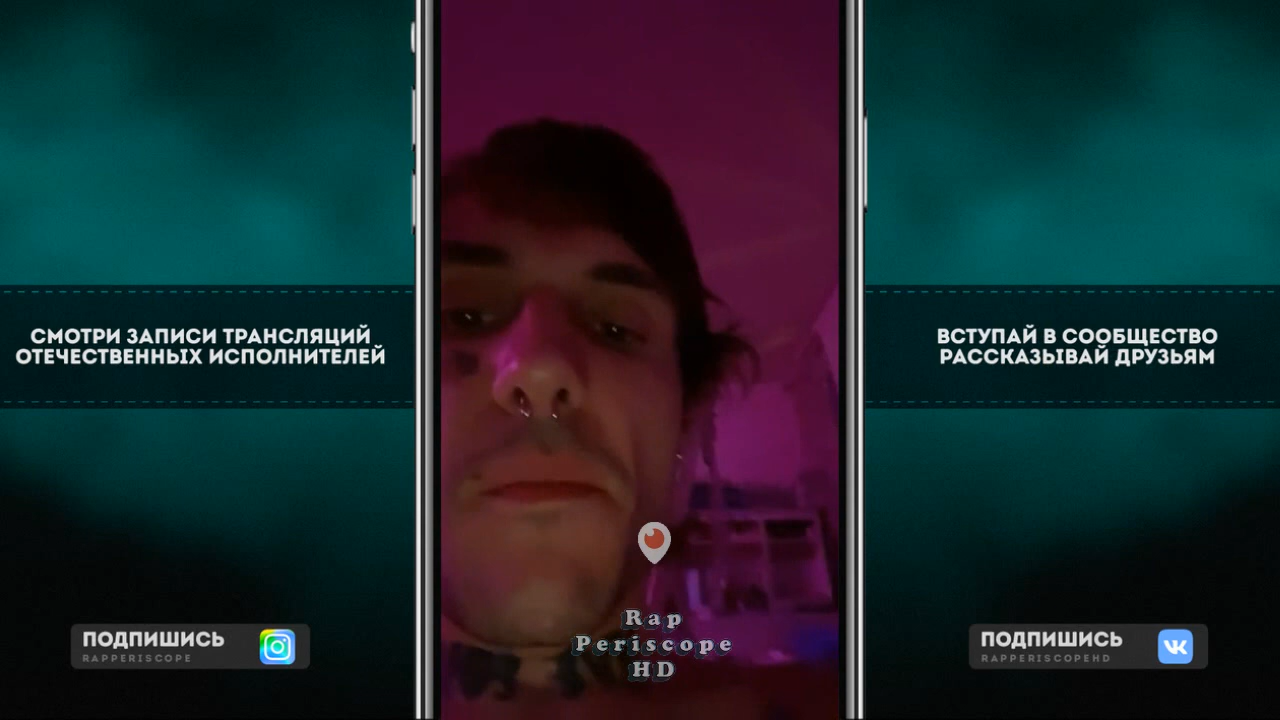 СМОТРИ ЗАПИСИ ТРАНСЛЯЦИЙ
ОТЕЧЕСТВЕННЫХ ИСПОЛНИТЕЛЕЙ
ВСТУПАЙ В СООБЩЕСТВО
РАССКАЗЫВАЙ ДРУЗЬЯМ
Rap
Periscope
HD
ПОДПИШИСЬ
RAPPERISCOPE
ПОДПИШИСЬ
RAPPERISCOPEHD